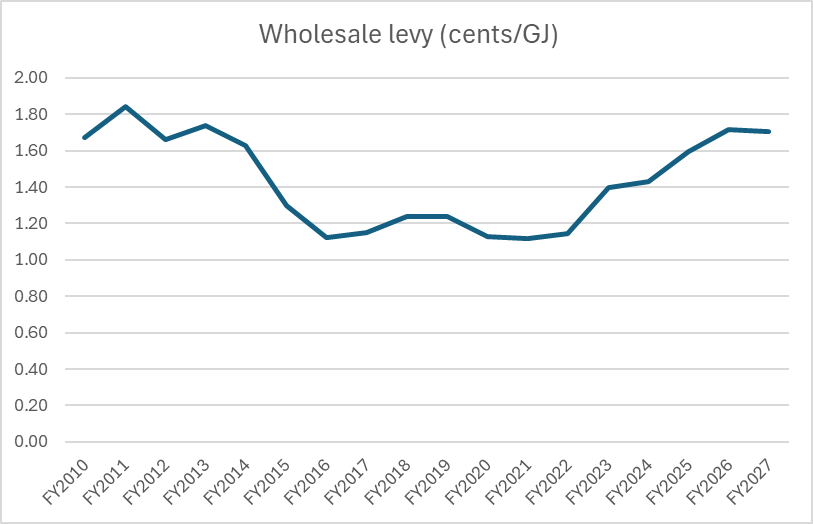 Wholesale levy (cents/GJ)
2.00
1.80
1.60
1.40
1.20
1.00
0.80
0.60
0.40
0.20
0.00
FY2010
FY2011
FY2012
FY2013
FY2014
FY2015
FY2016
FY2017
FY2018
FY2019
FY2020
FY2021
FY2022
FY2023
FY2024
FY2025
FY2026
FY2027